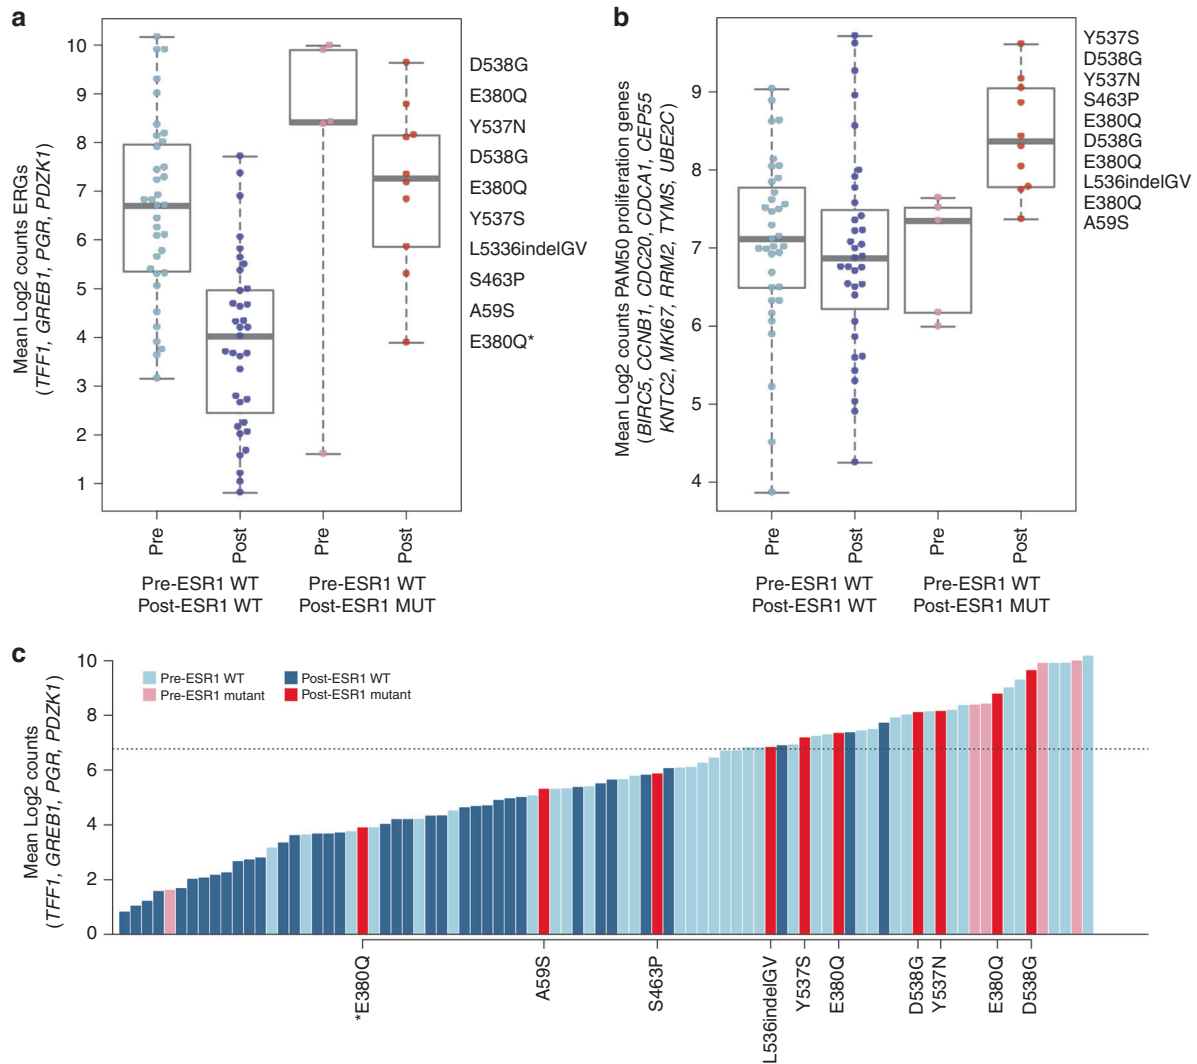 a
Mean Log2 counts ERGs
(TFF1, GREB1, PGR, PDZK1)
10
9
8
7
6
5
4
3
2
1
D538G
E380Q
Y537N
D538G
E380Q
Y537S
L5336indelGV
S463P
A59S
E380Q*
Pre
Post
Pre
Post
Pre-ESR1 WT
Post-ESR1 WT
Pre-ESR1 WT
Post-ESR1 MUT
b
Mean Log2 counts PAM50 proliferation genes
(BIRC5, CCNB1, CDC20, CDCA1, CEP55
KNTC2, MKI67, RRM2, TYMS, UBE2C)
9
8
7
6
5
4
Y537S
D538G
Y537N
S463P
E380Q
D538G
E380Q
L536indelGV
E380Q
A59S
Pre
Post
Pre
Post
Pre-ESR1 WT
Post-ESR1 WT
Pre-ESR1 WT
Post-ESR1 MUT
c
Mean Log2 counts
(TFF1, GREB1, PGR, PDZK1)
10
8
6
4
2
0
Pre-ESR1 WT
Pre-ESR1 mutant
Post-ESR1 WT
Post-ESR1 mutant
*E380Q
A59S
S463P
L536indelGV
Y537S
E380Q
D538G
Y537N
E380Q
D538G